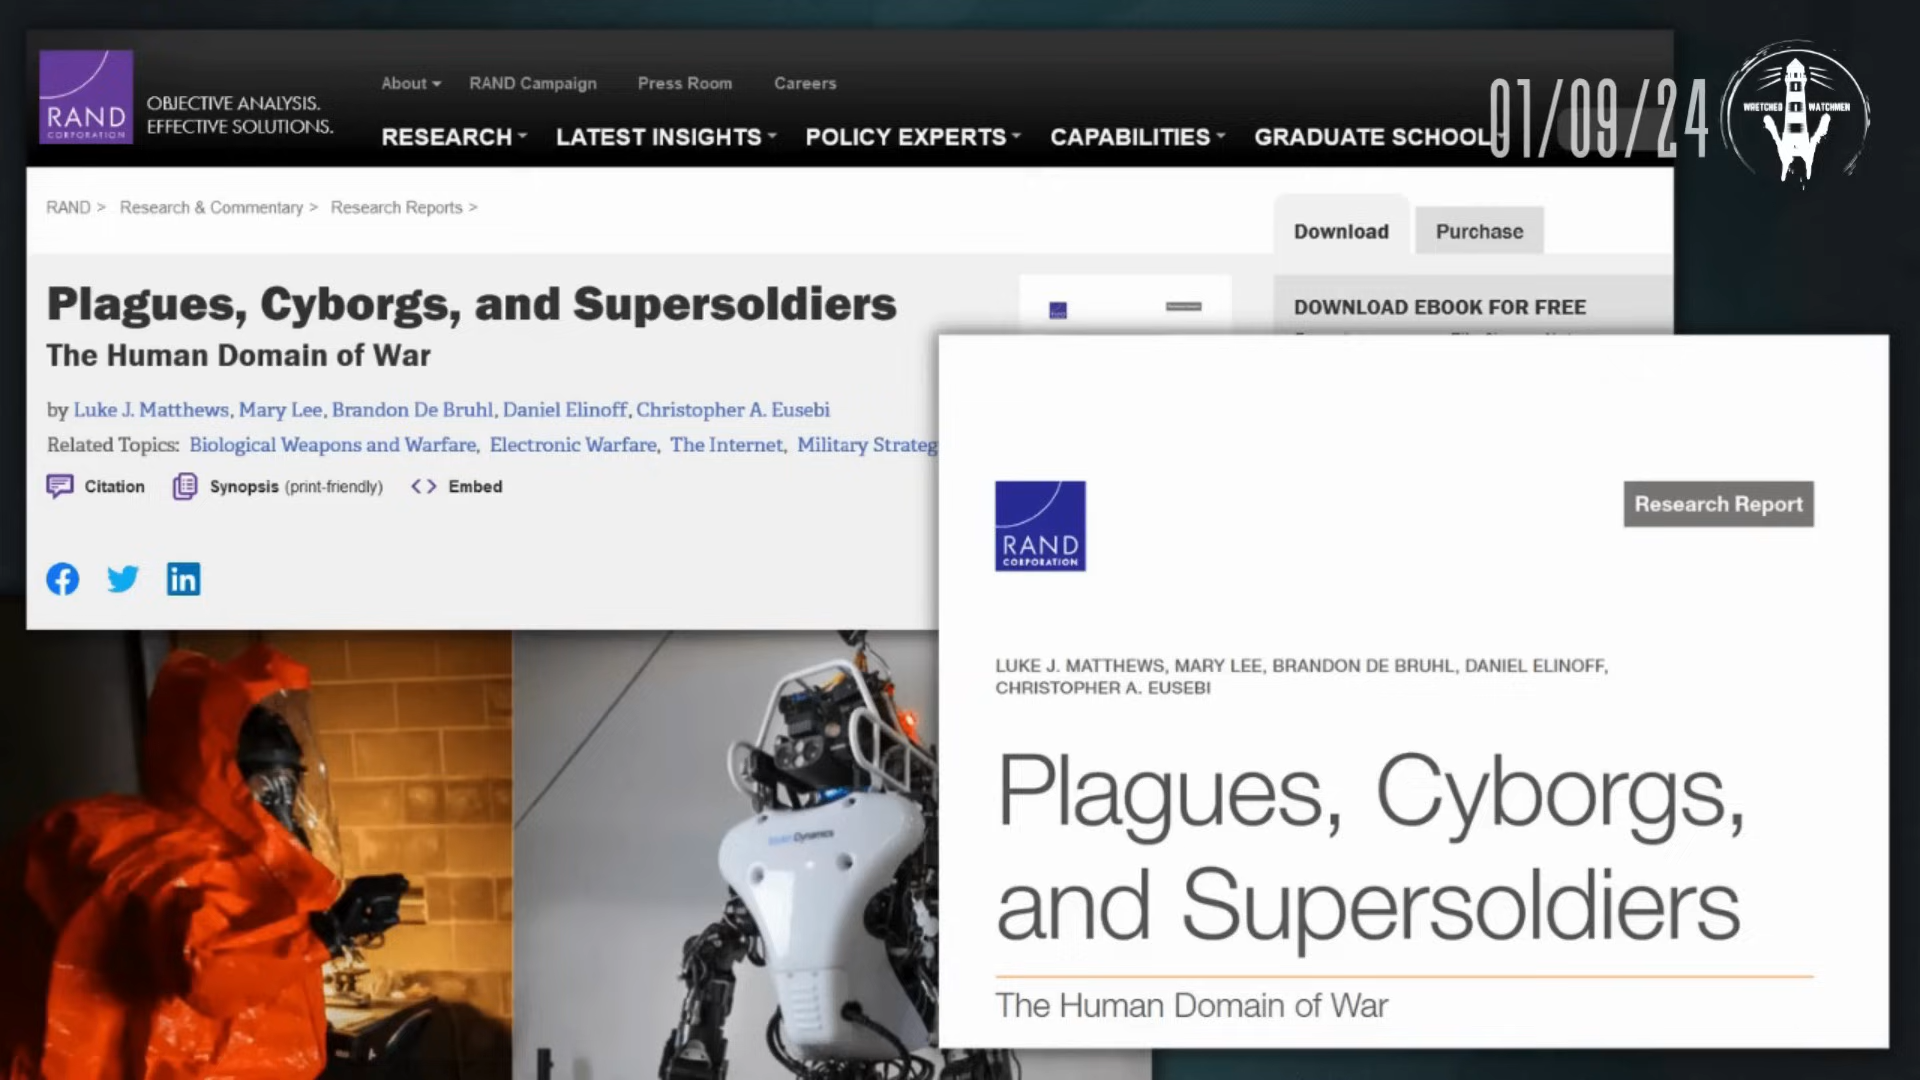 RAND
CORPORATION
OBJECTIVE ANALYSIS.
EFFECTIVE SOLUTIONS.
About RAND Campaign Press Room Careers
RESEARCH LATEST INSIGHTS POLICY EXPERTS CAPABILITIES GRADUATE SCHOOL
01/09/24
WRETCHED WATCHMEN
RAND > Research & Commentary > Research Reports >
Download Purchase
Plagues, Cyborgs, and Supersoldiers
The Human Domain of War
by Luke J. Matthews, Mary Lee, Brandon De Bruhl, Daniel Elinoff, Christopher A. Eusebi
Related Topics: Biological Weapons and Warfare, Electronic Warfare, The Internet, Military Strateg
Citation Synopsis (print-friendly) <> Embed
DOWNLOAD EBOOK FOR FREE
in
Dynamics
RAND
CORPORATION
Research Report
LUKE J. MATTHEWS, MARY LEE, BRANDON DE BRUHL, DANIEL ELINOFF,
CHRISTOPHER A. EUSEBI
Plagues, Cyborgs,
and Supersoldiers
The Human Domain of War